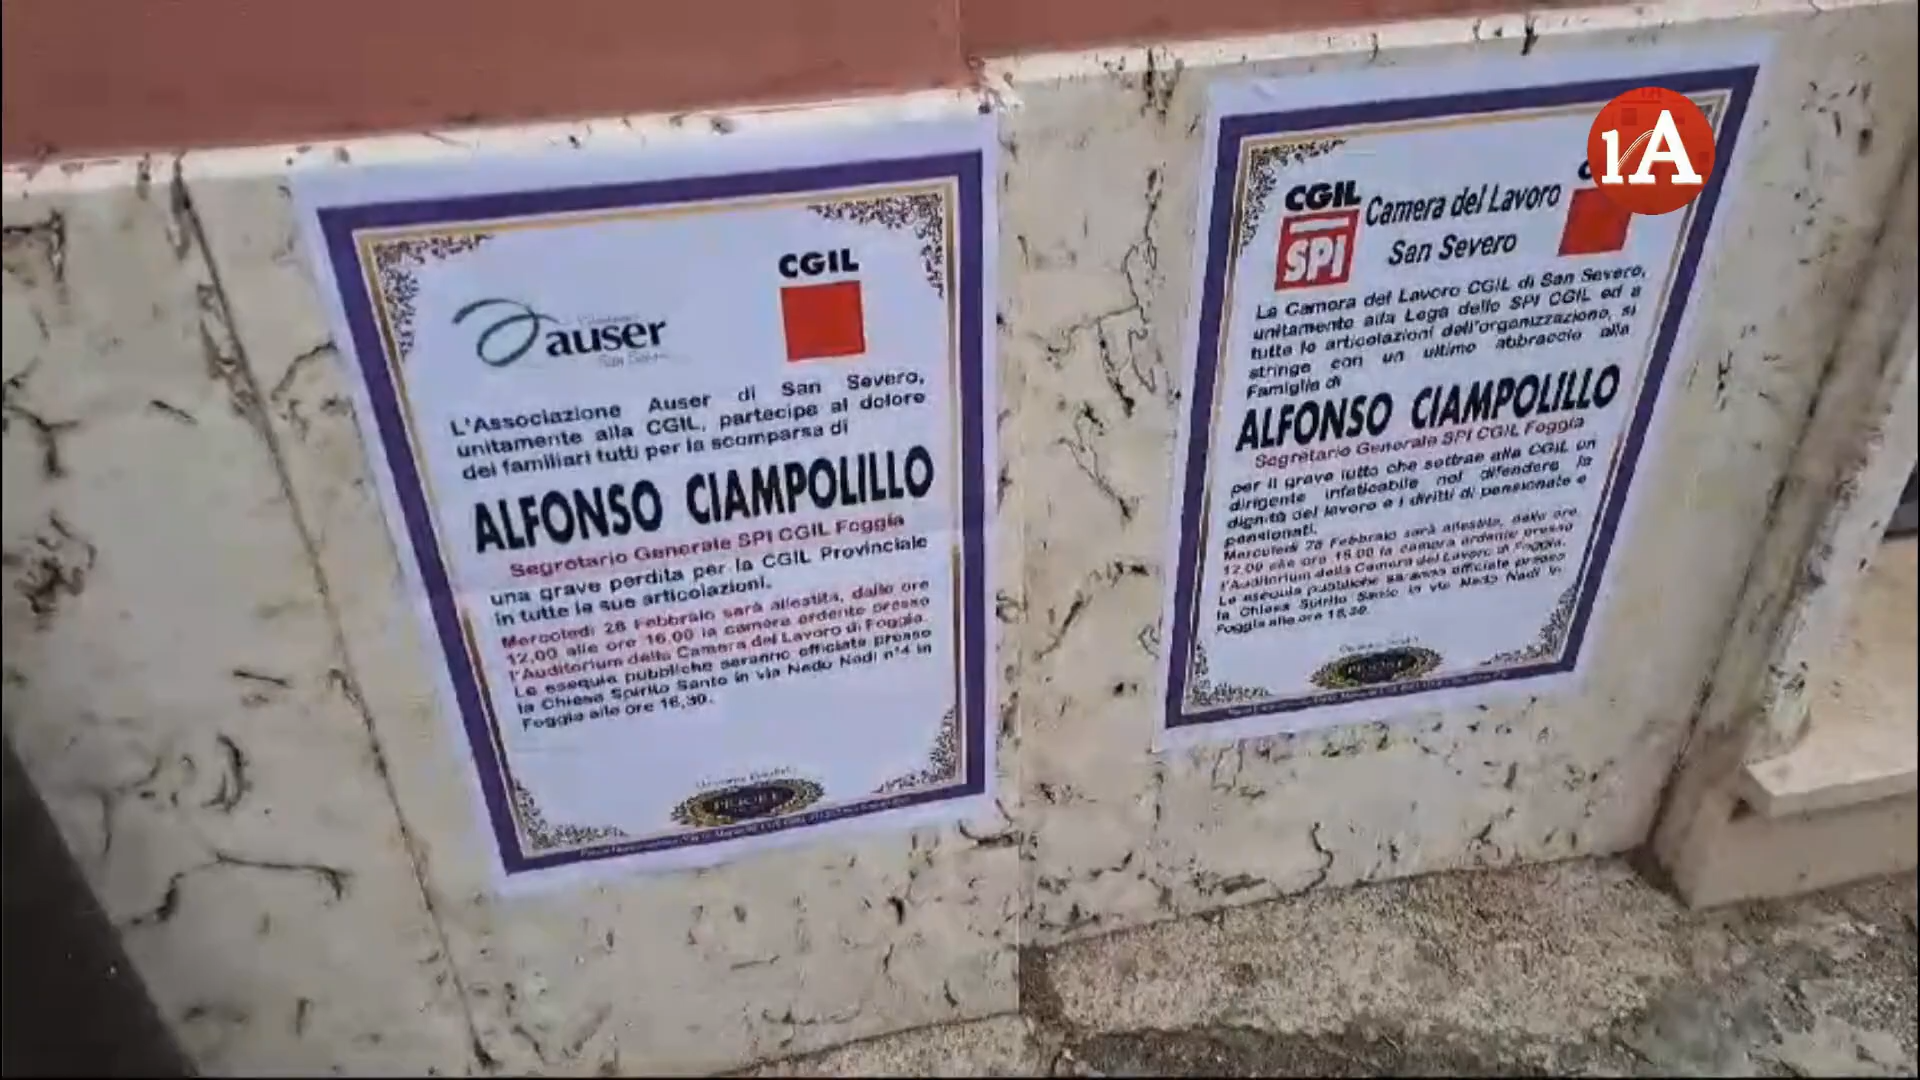 auser
San Severo
CGIL
L'Associazione Auser di San Severo,
unitamente alla CGIL, partecipa al dolore
dei familiari tutti per la scomparsa di
ALFONSO CIAMPOLILLO
Segretario Generale SPI CGIL Foggia
una grave perdita per la CGIL Provinciale
in tutte la sue articolazioni.
Mercoledì 28 Febbraio sarà allestita, dalle ore
12,00 alle ore 16,00 la camera ardente presso
l'Auditorium della Camera del Lavoro di Foggia.
Le esequie pubbliche saranno officiate presso
la Chiesa Spirito Santo in via Nedo Nadi n°4 in
Foggia alle ore 16,30.
CGIL
SPI
Camera del Lavoro
San Severo
La Camera del Lavoro CGIL di San Severo,
unitamente alla Lega dello SPI CGIL ed a
tutte le articolazioni dell'organizzazione, si
stringe con un ultimo abbraccio alla
Famiglia di
ALFONSO CIAMPOLILLO
Segretario Generale SPI CGIL Foggia
per il grave lutto che sottrae alla CGIL un
dirigente infaticabile nel difendere la
dignità del lavoro e i diritti di pensionate e
pensionati.
Mercoledì 28 Febbraio sarà allestita, dalle ore
12,00 alle ore 16,00 la camera ardente presso
l'Auditorium della Camera del Lavoro di Foggia.
Le esequie pubbliche saranno officiate presso
la Chiesa Spirito Santo in via Nedo Nadi in
Foggia alle ore 16,30.
1A